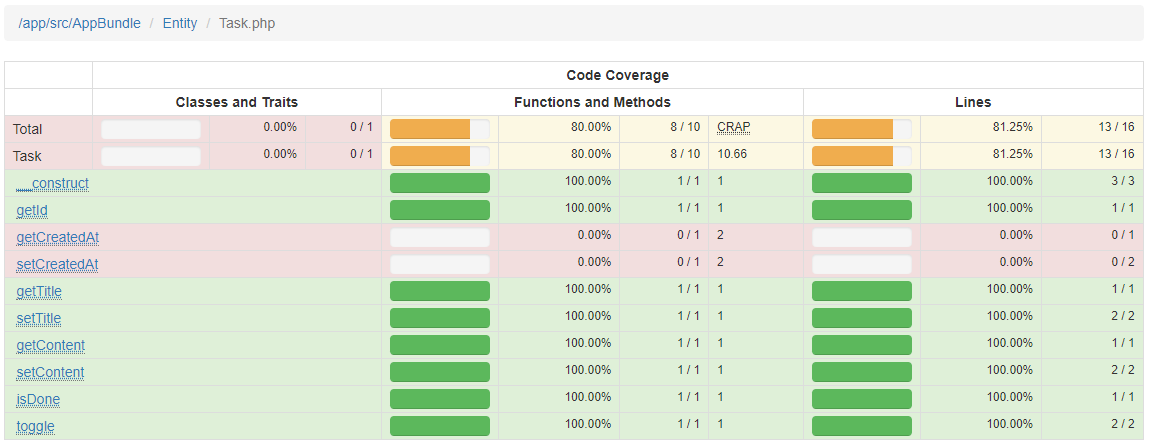 /app/src/AppBundle / Entity / Task.php
Code Coverage
Classes and Traits Functions and Methods Lines
Total 0.00% 0 / 1 80.00% 8 / 10 CRAP 81.25% 13 / 16
Task 0.00% 0 / 1 80.00% 8 / 10 10.66 81.25% 13 / 16
__construct 100.00% 1 / 1 1 100.00% 3 / 3
getId 100.00% 1 / 1 1 100.00% 1 / 1
getCreatedAt 0.00% 0 / 1 2 0.00% 0 / 1
setCreatedAt 0.00% 0 / 1 2 0.00% 0 / 2
getTitle 100.00% 1 / 1 1 100.00% 1 / 1
setTitle 100.00% 1 / 1 1 100.00% 2 / 2
getContent 100.00% 1 / 1 1 100.00% 1 / 1
setContent 100.00% 1 / 1 1 100.00% 2 / 2
isDone 100.00% 1 / 1 1 100.00% 1 / 1
toggle 100.00% 1 / 1 1 100.00% 2 / 2